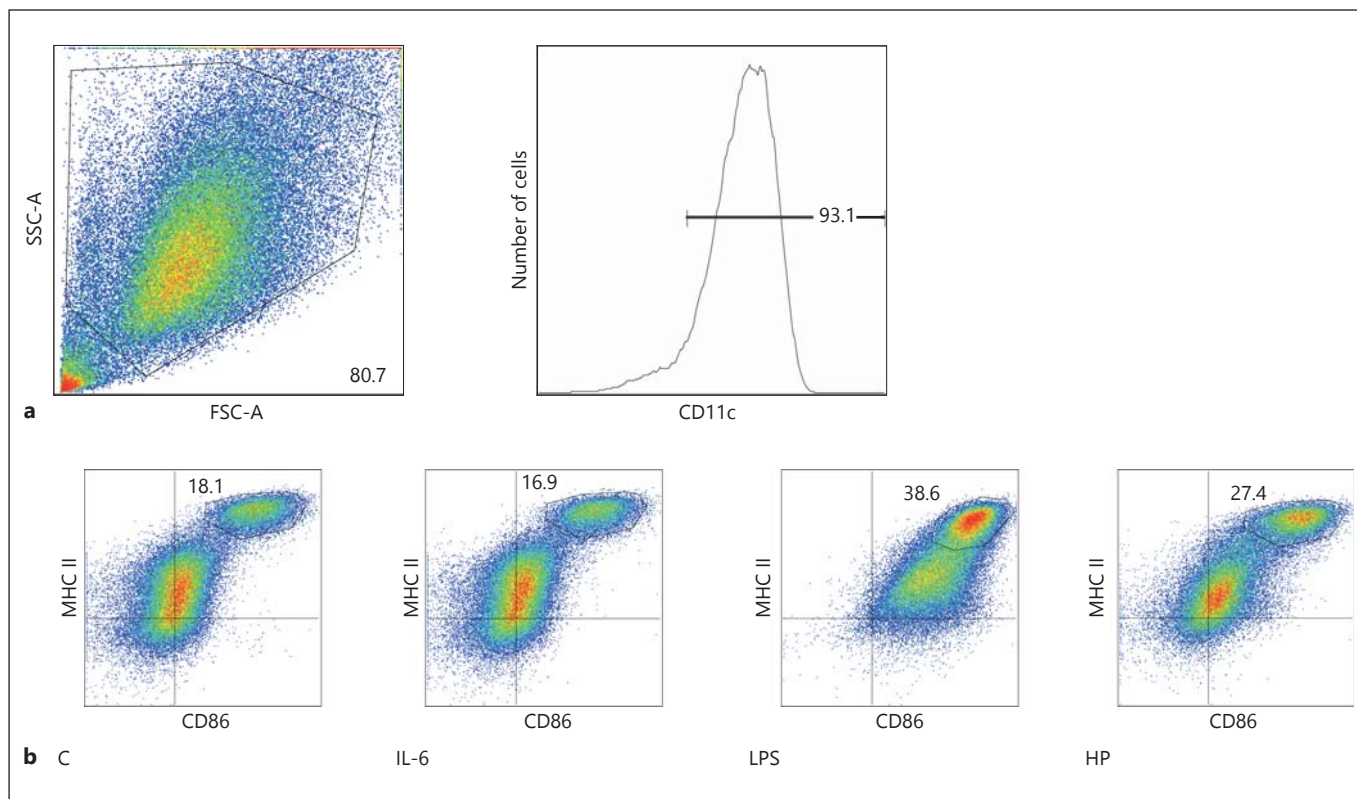 SSC-A
80.7
FSC-A
Number of cells
93.1
CD11c
a
18.1
MHC II
CD86
16.9
MHC II
CD86
38.6
MHC II
CD86
27.4
MHC II
CD86
b C IL-6 LPS HP